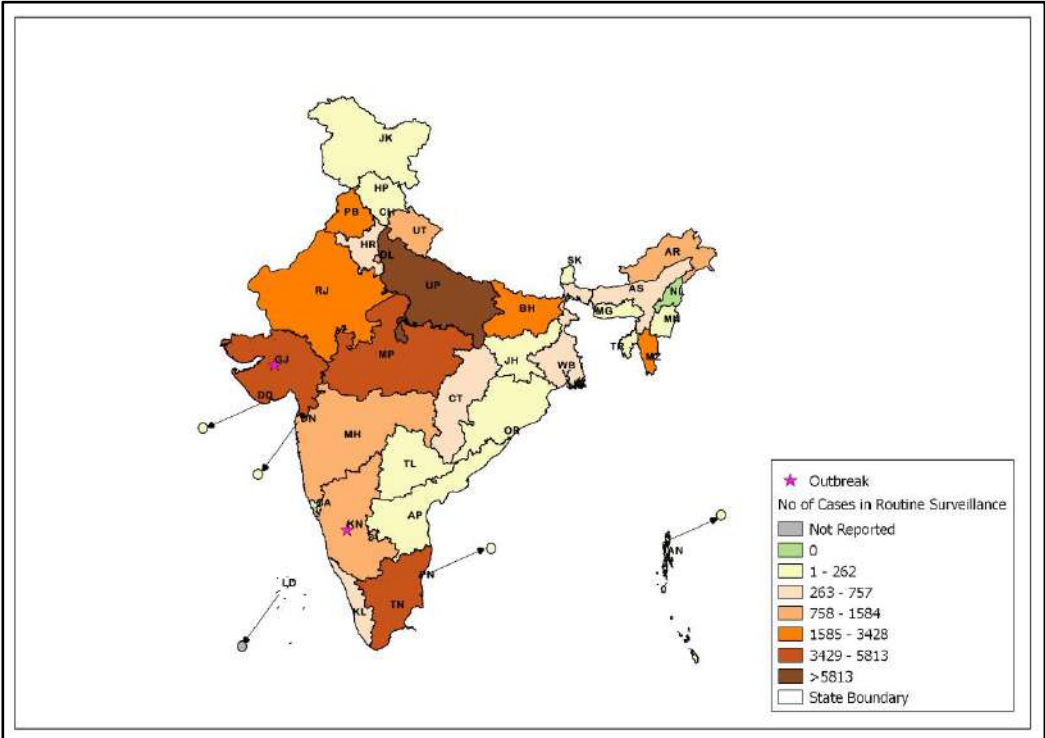 JK
HP
CH
PB
UT
HR
DL
AR
SK
UP
AS
RJ
NL
BH
MG
MN
GJ
MP
TR
MZ
JH
WB
DD
CT
DN
OR
MH
TL
KN
AP
AN
PN
LD
TN
KL
Outbreak
No of Cases in Routine Surveillance
Not Reported
0
1 - 262
263 - 757
758 - 1584
1585 - 3428
3429 - 5813
>5813
State Boundary